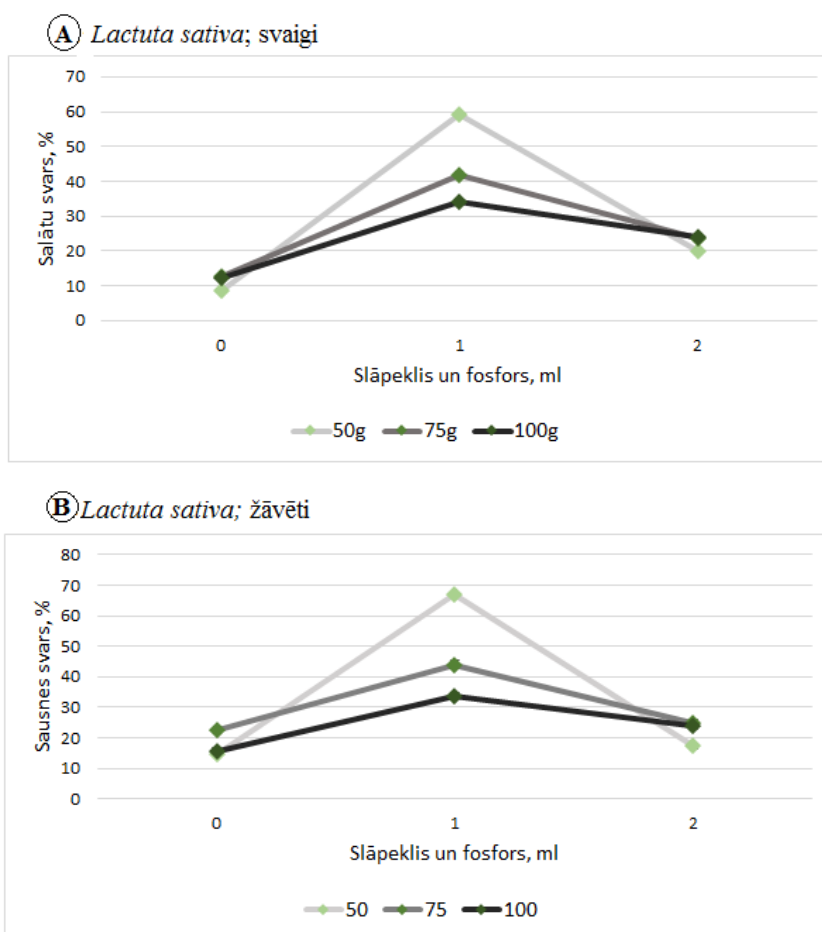 A Lactuta sativa; svaigi
70
60
50
40
30
20
10
0
Salātu svars, %
0 1 2
Slāpeklis un fosfors, ml
50g 75g 100g
B Lactuta sativa; žāvēti
80
70
60
50
40
30
20
10
0
Sausnes svars, %
0 1 2
Slāpeklis un fosfors, ml
50 75 100